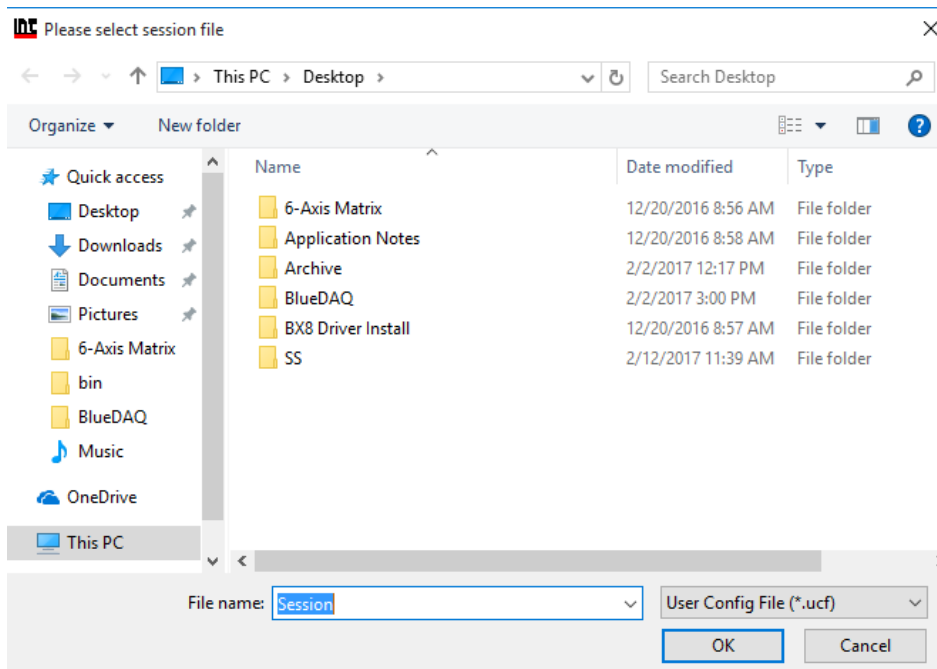 Please select session file
This PC > Desktop >
Search Desktop
Organize
New folder
?
Name
Date modified
Type
Quick access
Desktop
Downloads
Documents
Pictures
6-Axis Matrix
bin
BlueDAQ
Music
OneDrive
This PC
6-Axis Matrix 12/20/2016 8:56 AM File folder
Application Notes 12/20/2016 8:58 AM File folder
Archive 2/2/2017 12:17 PM File folder
BlueDAQ 2/2/2017 3:00 PM File folder
BX8 Driver Install 12/20/2016 8:57 AM File folder
SS 2/12/2017 11:39 AM File folder
File name: Session
User Config File (*.ucf)
OK
Cancel